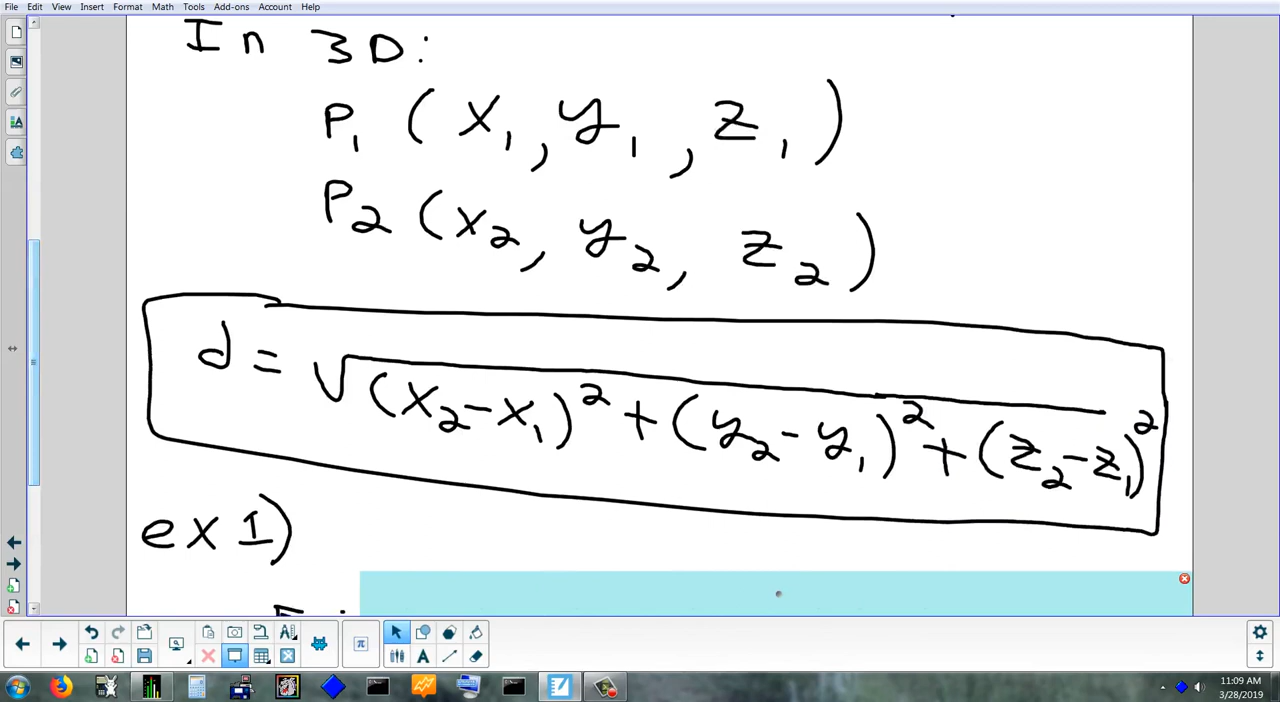 File Edit View Insert Format Math Tools Add-ons Account Help
In 3D:
P₁ (x₁, y₁, z₁)
P₂ (x₂, y₂, z₂)
d = √(x₂-x₁)² + (y₂-y₁)² + (z₂-z₁)²
ex 1)
π
A
11:09 AM
3/28/2019